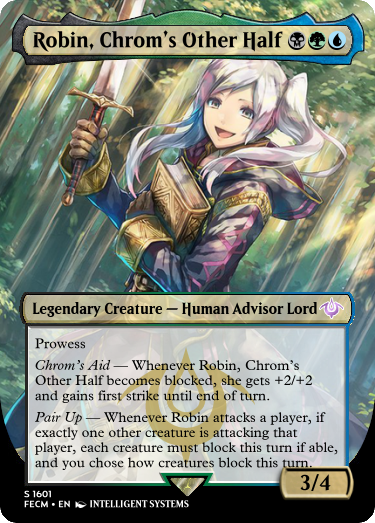 Robin, Chrom's Other Half
Legendary Creature — Human Advisor Lord
Prowess
Chrom's Aid — Whenever Robin, Chrom's
Other Half becomes blocked, she gets +2/+2
and gains first strike until end of turn.
Pair Up — Whenever Robin attacks a player, if
exactly one other creature is attacking that
player, each creature must block this turn if able,
and you chose how creatures block this turn.
3/4
S 1601
FECM • EN INTELLIGENT SYSTEMS